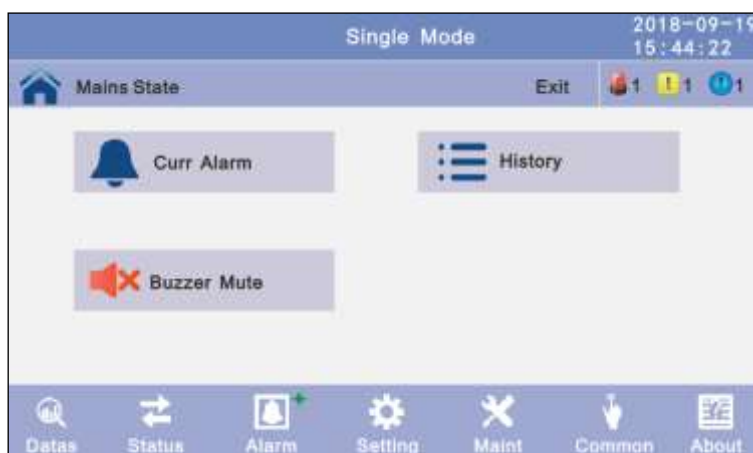 Single Mode
2018-09-19
15:44:22
Mains State Exit 1 ! 1 1
Curr Alarm History
Buzzer Mute
Datas Status Alarm Setting Maint Common About